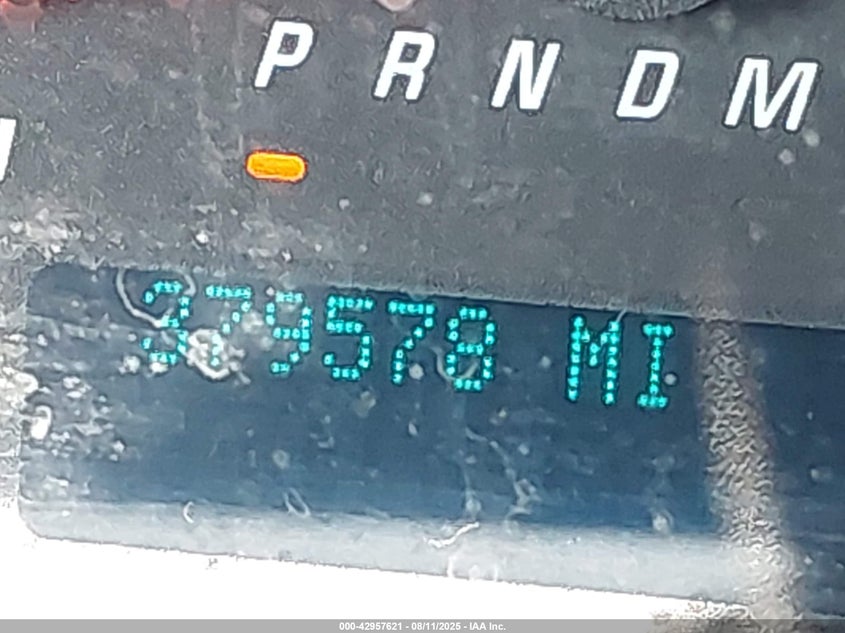 P R N D M
379578 MI
000-42957621 - 08/11/2025 - IAA Inc.